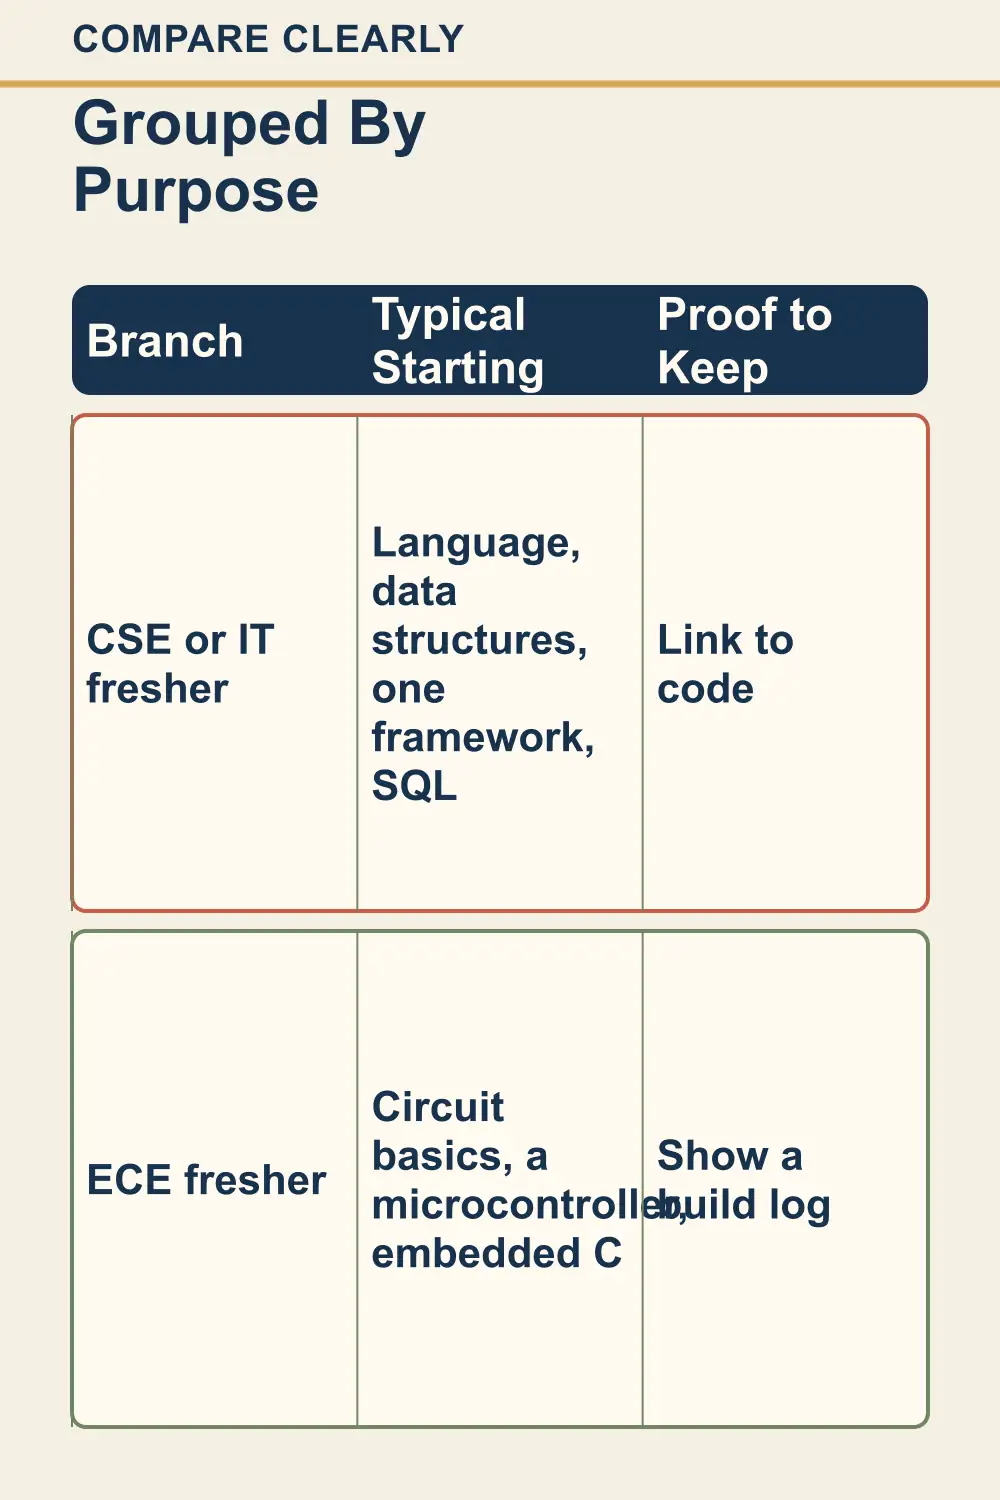 COMPARE CLEARLY
Grouped By
Purpose
Branch
Typical
Starting
Proof to
Keep
CSE or IT
fresher
Language,
data
structures,
one
framework,
SQL
Link to
code
ECE fresher
Circuit
basics, a
microcontroller,
embedded C
Show a
build log